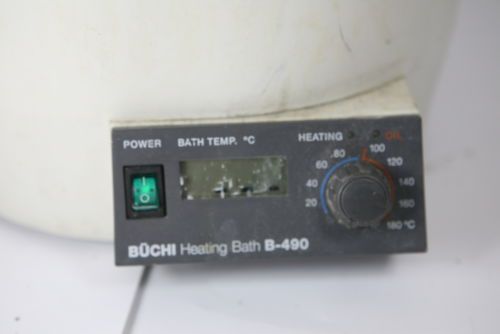 POWER BATH TEMP. °C HEATING OIL
20 40 60 80 100 120 140 160 180 °C
BÜCHI Heating Bath B-490